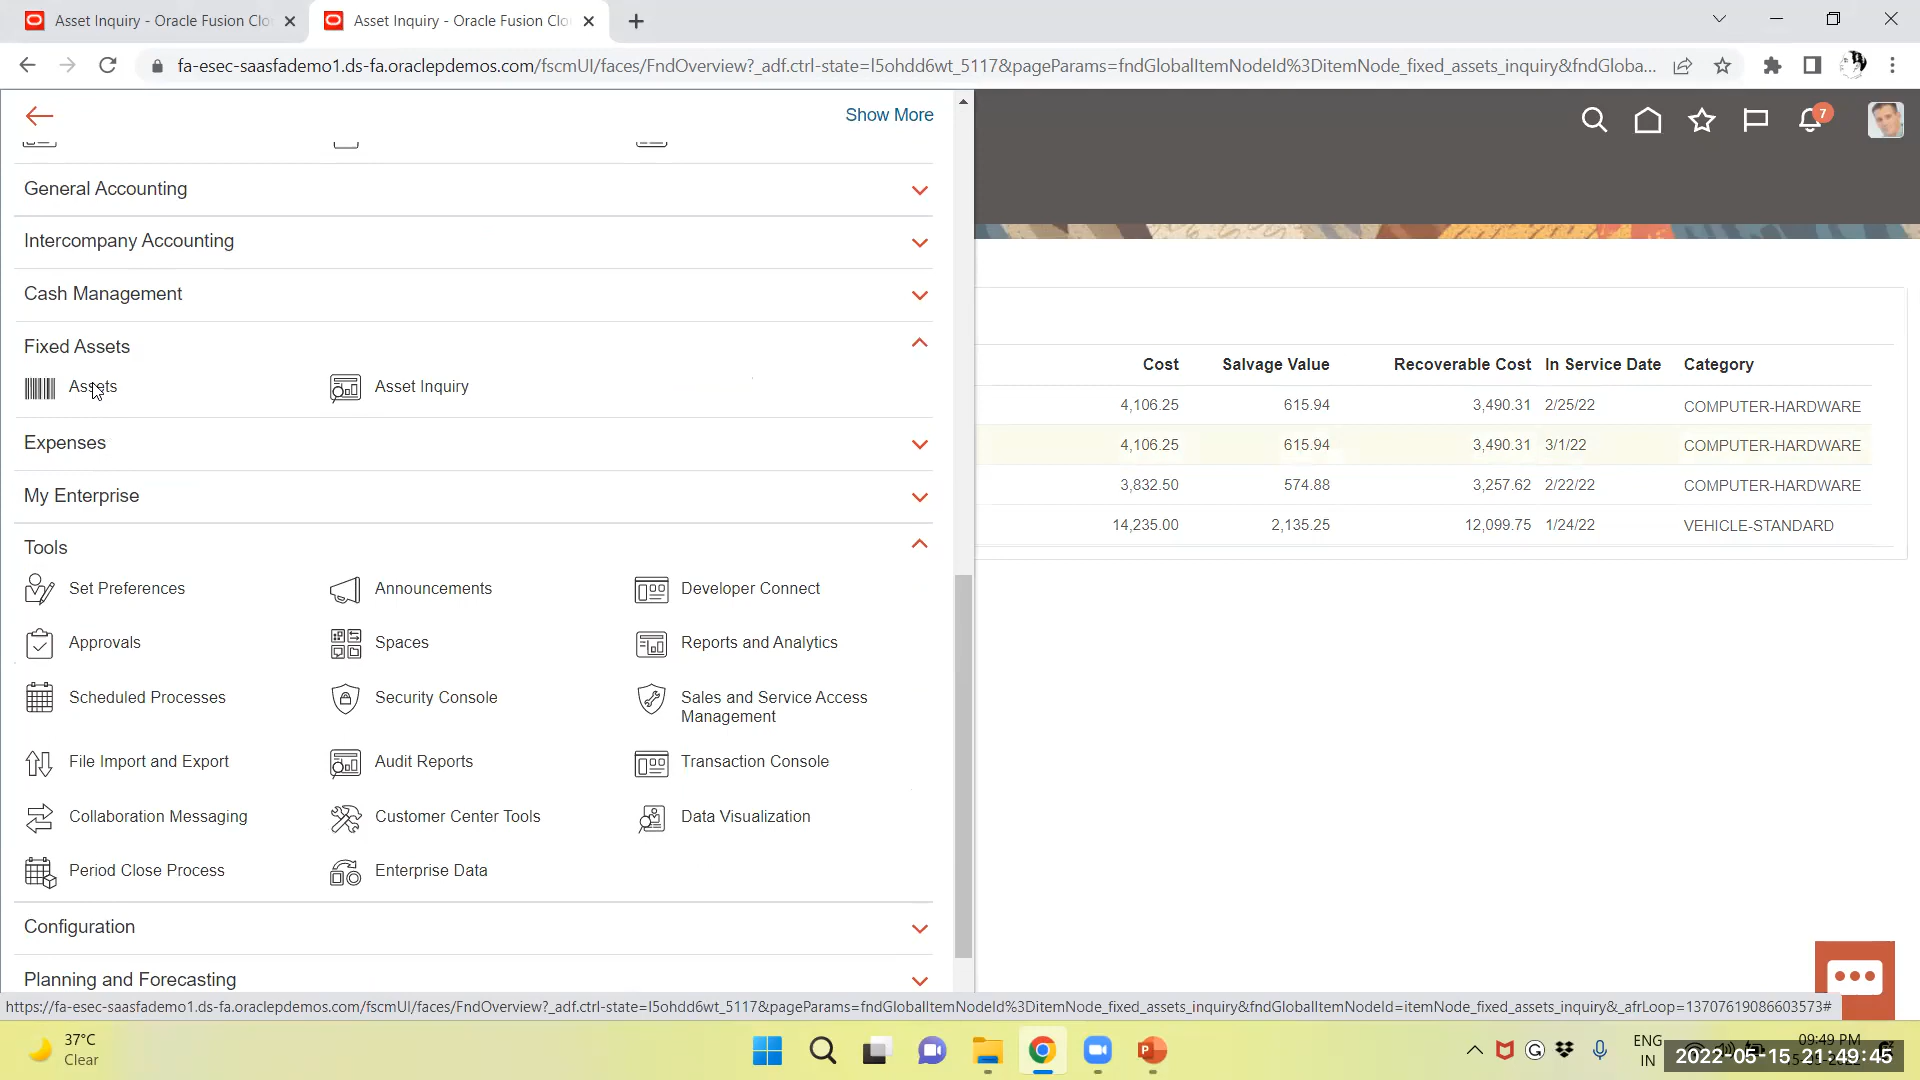 Asset Inquiry - Oracle Fusion Clo
Asset Inquiry - Oracle Fusion Clo
fa-esec-saasfademo1.ds-fa.oraclepdemos.com/fscmUI/faces/FndOverview?_adf.ctrl-state=l5ohdd6wt_5117&pageParams=fndGlobalItemNodeId%3DitemNode_fixed_assets_inquiry&fndGloba...
Show More
7
General Accounting
Intercompany Accounting
Cash Management
Fixed Assets
Assets
Asset Inquiry
Expenses
My Enterprise
Tools
Set Preferences
Announcements
Developer Connect
Approvals
Spaces
Reports and Analytics
Scheduled Processes
Security Console
Sales and Service Access
Management
File Import and Export
Audit Reports
Transaction Console
Collaboration Messaging
Customer Center Tools
Data Visualization
Period Close Process
Enterprise Data
Configuration
Planning and Forecasting
Cost Salvage Value Recoverable Cost In Service Date Category
4,106.25 615.94 3,490.31 2/25/22 COMPUTER-HARDWARE
4,106.25 615.94 3,490.31 3/1/22 COMPUTER-HARDWARE
3,832.50 574.88 3,257.62 2/22/22 COMPUTER-HARDWARE
14,235.00 2,135.25 12,099.75 1/24/22 VEHICLE-STANDARD
https://fa-esec-saasfademo1.ds-fa.oraclepdemos.com/fscmUI/faces/FndOverview?_adf.ctrl-state=l5ohdd6wt_5117&pageParams=fndGlobalItemNodeId%3DitemNode_fixed_assets_inquiry&fndGlobalItemNodeId=itemNode_fixed_assets_inquiry&_afrLoop=13707619086603573#
37°C
Clear
ENG
IN
09:49 PM
2022-05-15 21:49:45